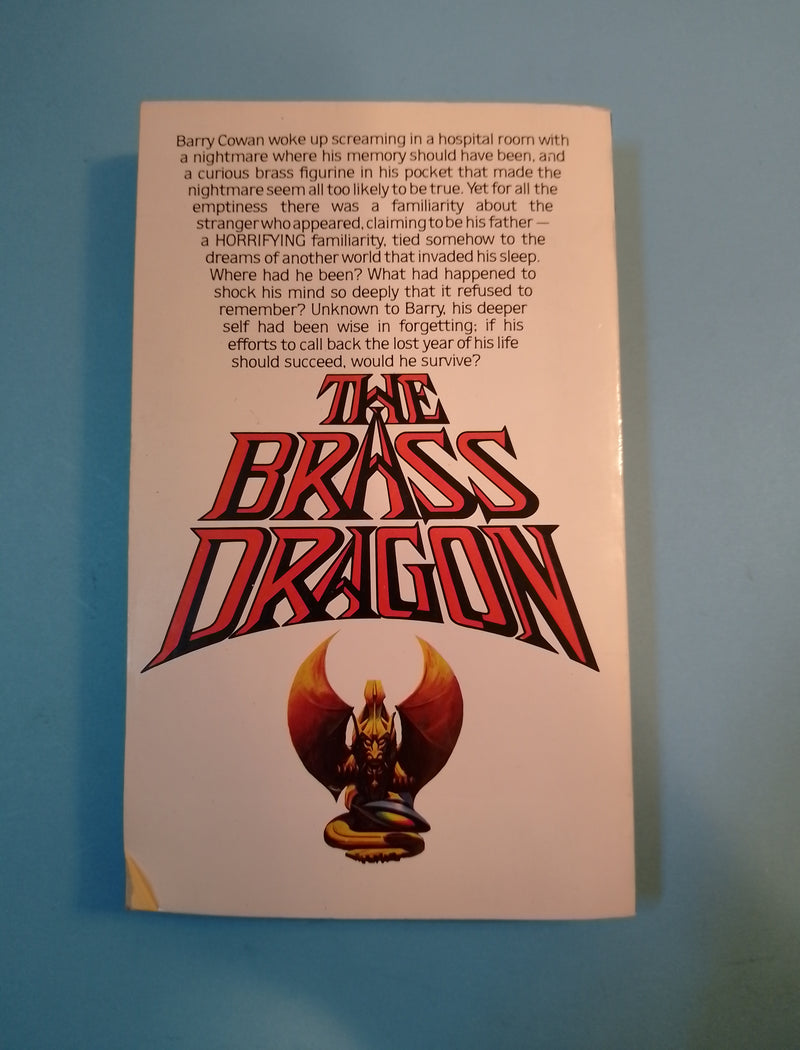 Barry Cowan woke up screaming in a hospital room with
a nightmare where his memory should have been, and
a curious brass figurine in his pocket that made the
nightmare seem all too likely to be true. Yet for all the
emptiness there was a familiarity about the
stranger who appeared, claiming to be his father —
a HORRIFYING familiarity, tied somehow to the
dreams of another world that invaded his sleep.
Where had he been? What had happened to
shock his mind so deeply that it refused to
remember? Unknown to Barry, his deeper
self had been wise in forgetting; if his
efforts to call back the lost year of his life
should succeed, would he survive?
THE
BRASS
DRAGON